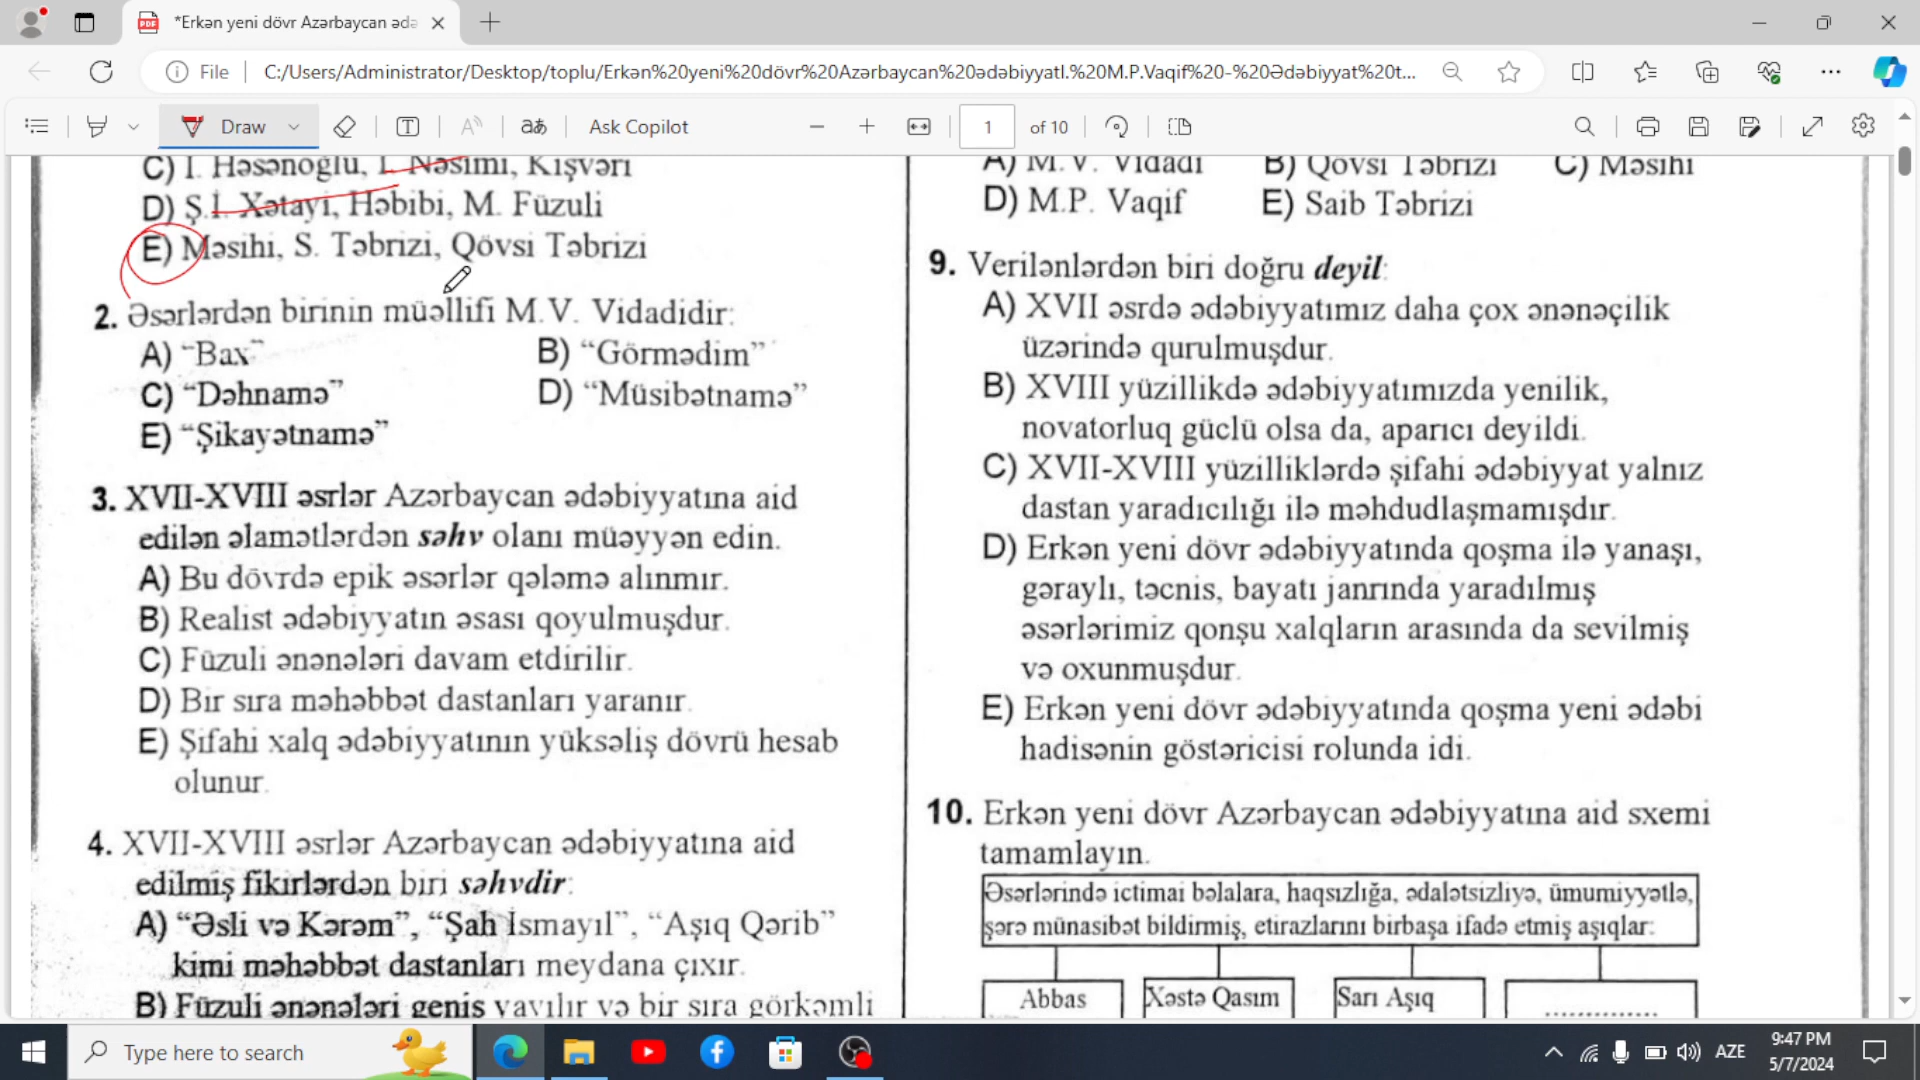 *Erkən yeni dövr Azərbaycan ədə
File
C:/Users/Administrator/Desktop/toplu/Erkən%20yeni%20dövr%20Azərbaycan%20ədəbiyyatI.%20M.P.Vaqif%20-%20Ədəbiyyat%20t...
Draw
Ask Copilot
1 of 10
C) I. Həsənoğlu, I. Nəsimi, Kişvəri
D) Ş.İ. Xətayi, Həbibi, M. Füzuli
E) Məsihi, S. Təbrizi, Qövsi Təbrizi
2. Əsərlərdən birinin müəllifi M.V. Vidadidir:
A) “Bax” B) “Görmədim”
C) “Dəhnamə” D) “Müsibətnamə”
E) “Şikayətnamə”
3. XVII-XVIII əsrlər Azərbaycan ədəbiyyatına aid
edilən əlamətlərdən səhv olanı müəyyən edin.
A) Bu dövrdə epik əsərlər qələmə alınmır.
B) Realist ədəbiyyatın əsası qoyulmuşdur.
C) Füzuli ənənələri davam etdirilir.
D) Bir sıra məhəbbət dastanları yaranır.
E) Şifahi xalq ədəbiyyatının yüksəliş dövrü hesab
olunur.
4. XVII-XVIII əsrlər Azərbaycan ədəbiyyatına aid
edilmiş fikirlərdən biri səhvdir:
A) “Əsli və Kərəm”, “Şah İsmayıl”, “Aşıq Qərib”
kimi məhəbbət dastanları meydana çıxır.
B) Füzuli ənənələri geniş yayılır və bir sıra görkəmli
A) M.V. Vidadi B) Qövsi Təbrizi C) Məsihi
D) M.P. Vaqif E) Saib Təbrizi
9. Verilənlərdən biri doğru deyil:
A) XVII əsrdə ədəbiyyatımız daha çox ənənəçilik
üzərində qurulmuşdur.
B) XVIII yüzillikdə ədəbiyyatımızda yenilik,
novatorluq güclü olsa da, aparıcı deyildi.
C) XVII-XVIII yüzilliklərdə şifahi ədəbiyyat yalnız
dastan yaradıcılığı ilə məhdudlaşmamışdır.
D) Erkən yeni dövr ədəbiyyatında qoşma ilə yanaşı,
gəraylı, təcnis, bayatı janrında yaradılmış
əsərlərimiz qonşu xalqların arasında da sevilmiş
və oxunmuşdur.
E) Erkən yeni dövr ədəbiyyatında qoşma yeni ədəbi
hadisənin göstəricisi rolunda idi.
10. Erkən yeni dövr Azərbaycan ədəbiyyatına aid sxemi
tamamlayın.
Əsərlərində ictimai bəlalara, haqsızlığa, ədalətsizliyə, ümumiyyətlə,
şərə münasibət bildirmiş, etirazlarını birbaşa ifadə etmiş aşıqlar:
Abbas Xəstə Qasım Sarı Aşıq ..............
Type here to search
AZE
9:47 PM
5/7/2024